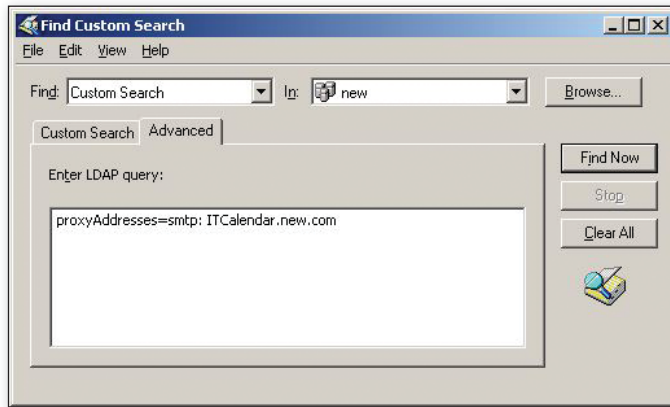 Find Custom Search
File Edit View Help
Find: Custom Search In: new Browse...
Custom Search Advanced
Find Now
Enter LDAP query:
Stop
proxyAddresses=smtp: ITCalendar.new.com
Clear All